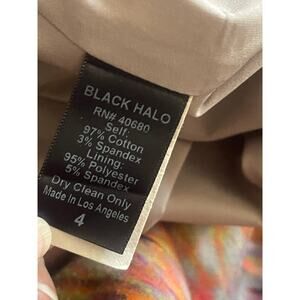 BLACK HALO
RN# 40680
Self:
97% Cotton
3% Spandex
Lining:
95% Polyester
5% Spandex
Dry Clean Only
Made In Los Angeles
4